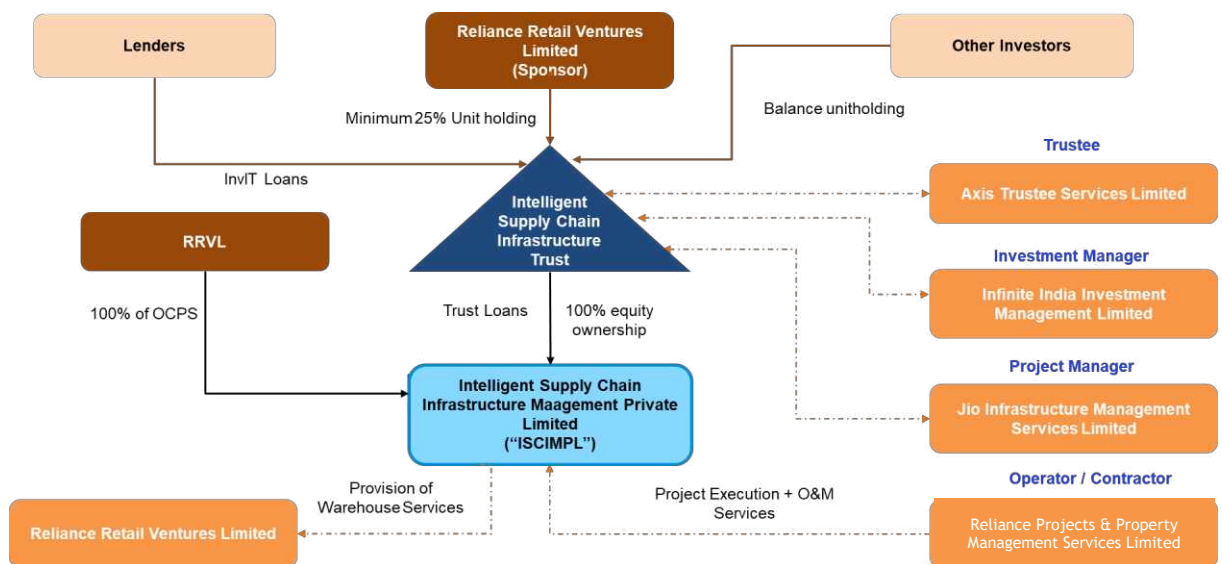 Lenders
Reliance Retail Ventures
Limited
(Sponsor)
Other Investors
Minimum 25% Unit holding
Balance unitholding
InvIT Loans
Trustee
Axis Trustee Services Limited
Intelligent
Supply Chain
Infrastructure
Trust
RRVL
Investment Manager
Infinite India Investment
Management Limited
100% of OCPS
Trust Loans
100% equity
ownership
Project Manager
Jio Infrastructure Management
Services Limited
Intelligent Supply Chain
Infrastructure Maagement Private
Limited
(“ISCIMPL”)
Operator / Contractor
Provision of
Warehouse Services
Project Execution + O&M
Services
Reliance Retail Ventures Limited
Reliance Projects & Property
Management Services Limited